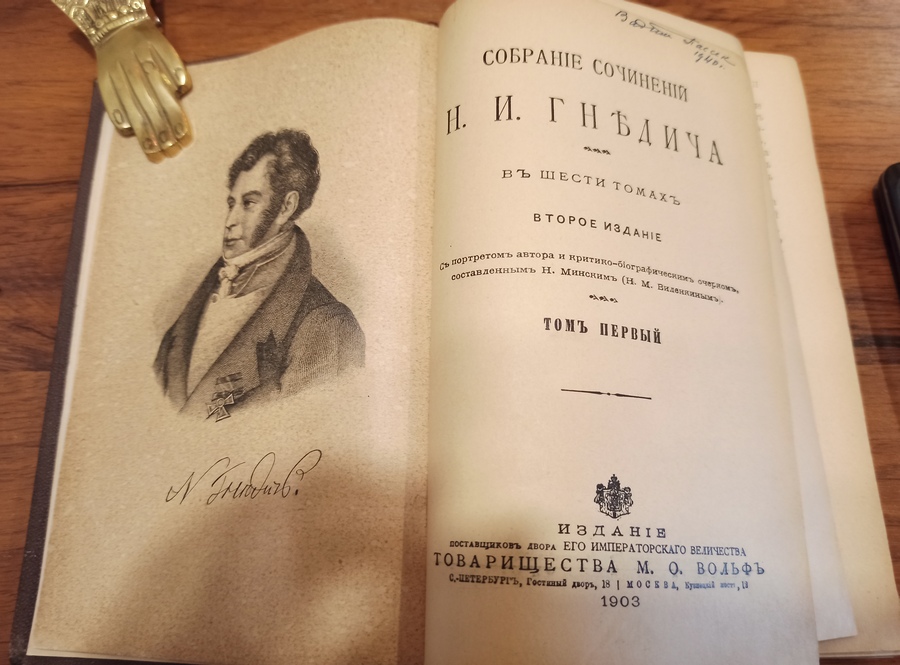 Н. Гнѣдичъ.
1940г.
СОБРАНІЕ СОЧИНЕНІЙ
Н. И. ГНѢДИЧА
ВЪ ШЕСТИ ТОМАХЪ
ВТОРОЕ ИЗДАНІЕ
Съ портретомъ автора и критико-біографическимъ очеркомъ,
составленнымъ Н. Минскимъ (Н. М. Виленкинымъ).
ТОМЪ ПЕРВЫЙ
ИЗДАНІЕ
ПОСТАВЩИКОВЪ ДВОРА ЕГО ИМПЕРАТОРСКАГО ВЕЛИЧЕСТВА
ТОВАРИЩЕСТВА М. О. ВОЛЬФЪ
С.-ПЕТЕРБУРГЪ, Гостиный дворъ, 18 | МОСКВА, Кузнецкій мостъ, 12
1903